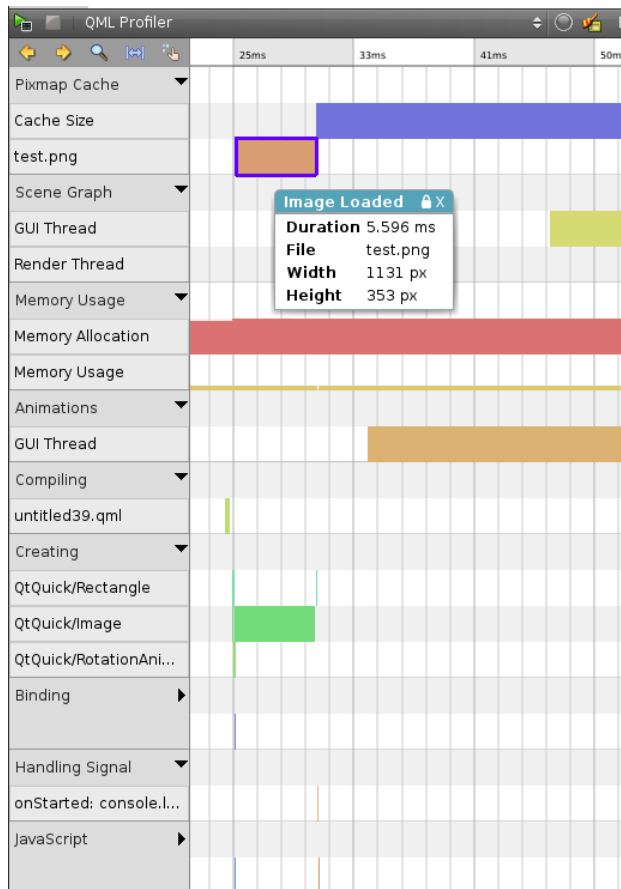 QML Profiler
25ms 33ms 41ms 50m
Pixmap Cache
Cache Size
test.png
Image Loaded X
Duration 5.596 ms
File test.png
Width 1131 px
Height 353 px
Scene Graph
GUI Thread
Render Thread
Memory Usage
Memory Allocation
Memory Usage
Animations
GUI Thread
Compiling
untitled39.qml
Creating
QtQuick/Rectangle
QtQuick/Image
QtQuick/RotationAni...
Binding
Handling Signal
onStarted: console.l...
JavaScript